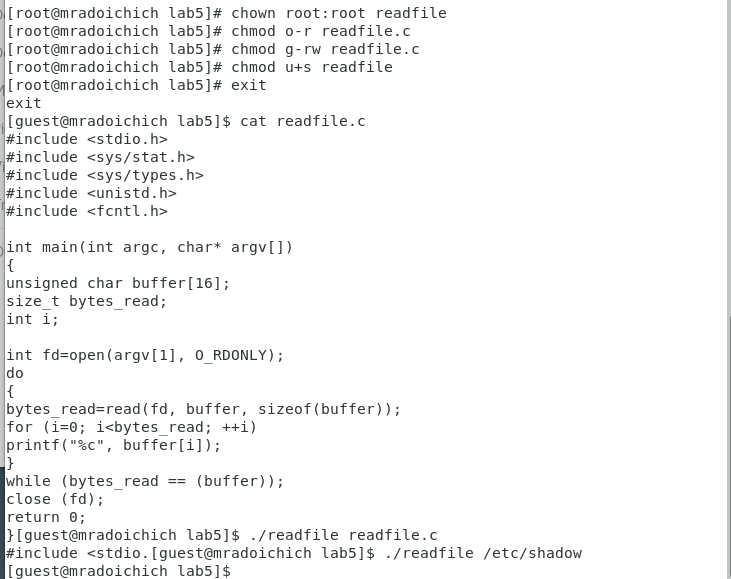 [root@mradoichich lab5]# chown root:root readfile
[root@mradoichich lab5]# chmod o-r readfile.c
[root@mradoichich lab5]# chmod g-rw readfile.c
[root@mradoichich lab5]# chmod u+s readfile
[root@mradoichich lab5]# exit
exit
[guest@mradoichich lab5]$ cat readfile.c
#include <stdio.h>
#include <sys/stat.h>
#include <sys/types.h>
#include <unistd.h>
#include <fcntl.h>

int main(int argc, char* argv[])
{
unsigned char buffer[16];
size_t bytes_read;
int i;

int fd=open(argv[1], O_RDONLY);
do
{
bytes_read=read(fd, buffer, sizeof(buffer));
for (i=0; i<bytes_read; ++i)
printf("%c", buffer[i]);
}
while (bytes_read == (buffer));
close (fd);
return 0;
}[guest@mradoichich lab5]$ ./readfile readfile.c
#include <stdio.[guest@mradoichich lab5]$ ./readfile /etc/shadow
[guest@mradoichich lab5]$